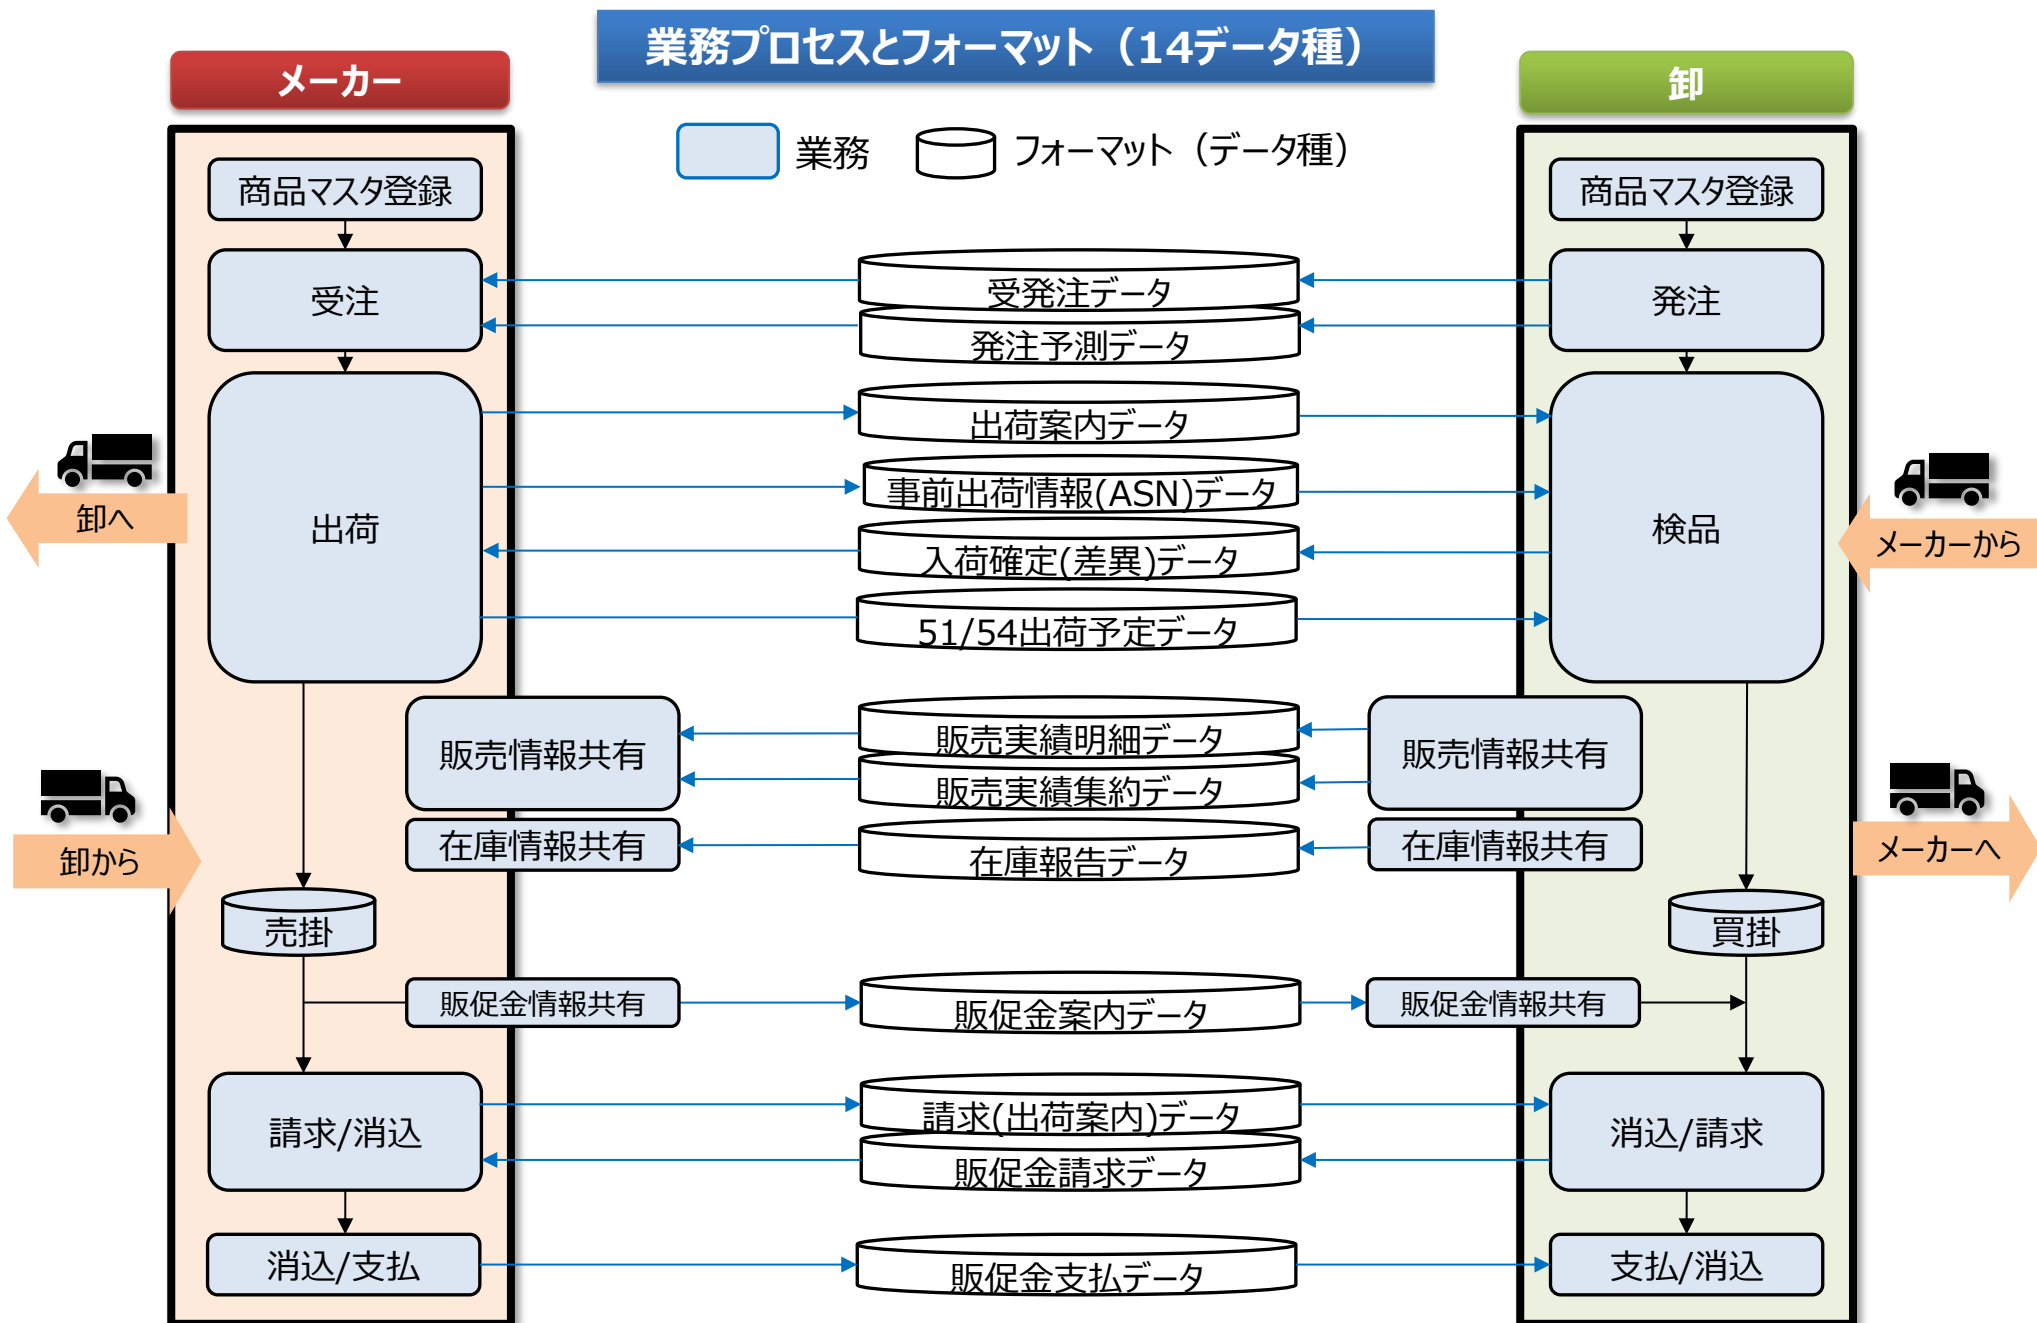 業務プロセスとフォーマット（14データ種）
メーカー
卸
業務
フォーマット（データ種）
商品マスタ登録
商品マスタ登録
受注
受発注データ
発注
発注予測データ
出荷
出荷案内データ
検品
事前出荷情報(ASN)データ
入荷確定(差異)データ
51/54出荷予定データ
卸へ
メーカーから
販売情報共有
販売実績明細データ
販売情報共有
販売実績集約データ
在庫情報共有
在庫報告データ
在庫情報共有
卸から
メーカーへ
売掛
買掛
販促金情報共有
販促金案内データ
販促金情報共有
請求/消込
請求(出荷案内)データ
消込/請求
販促金請求データ
消込/支払
販促金支払データ
支払/消込